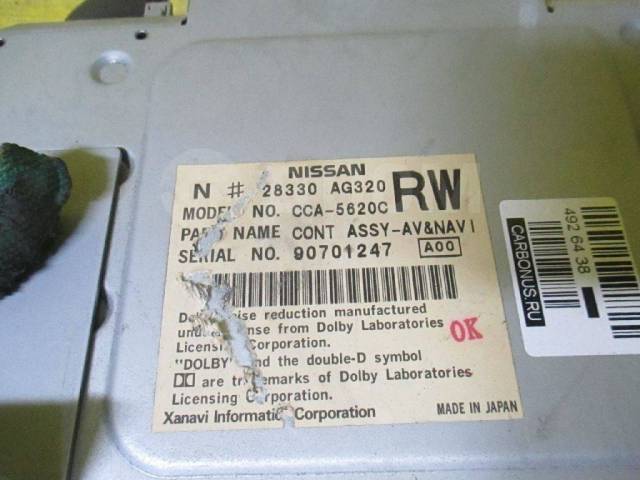 NISSAN
N # 28330 AG320 RW
MODEL NO. CCA-5620C
PART NAME CONT ASSY-AV&NAVI
SERIAL NO. 90701247 A00
reduction manufactured
from Dolby Laboratories
Licensing Corporation.
OK
"DOLBY" and the double-D symbol
are trademarks of Dolby Laboratories
Licensing Corporation.
Xanavi Informatic Corporation
MADE IN JAPAN
CARBONUS.RU
492 64 38